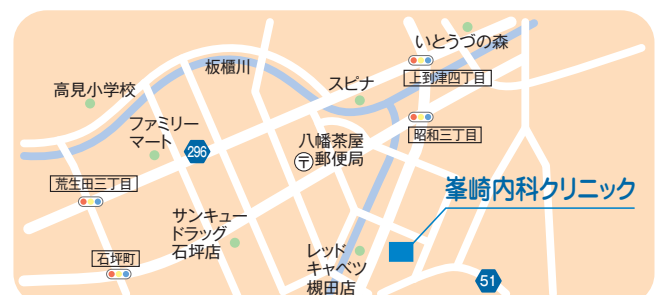 いとうづの森
板櫃川
上到津四丁目
スピナ
高見小学校
ファミリー
マート
296
八幡茶屋
〒郵便局
昭和三丁目
荒生田三丁目
峯崎内科クリニック
サンキュー
ドラッグ
石坪店
石坪町
レッド
キャベツ
槻田店
51